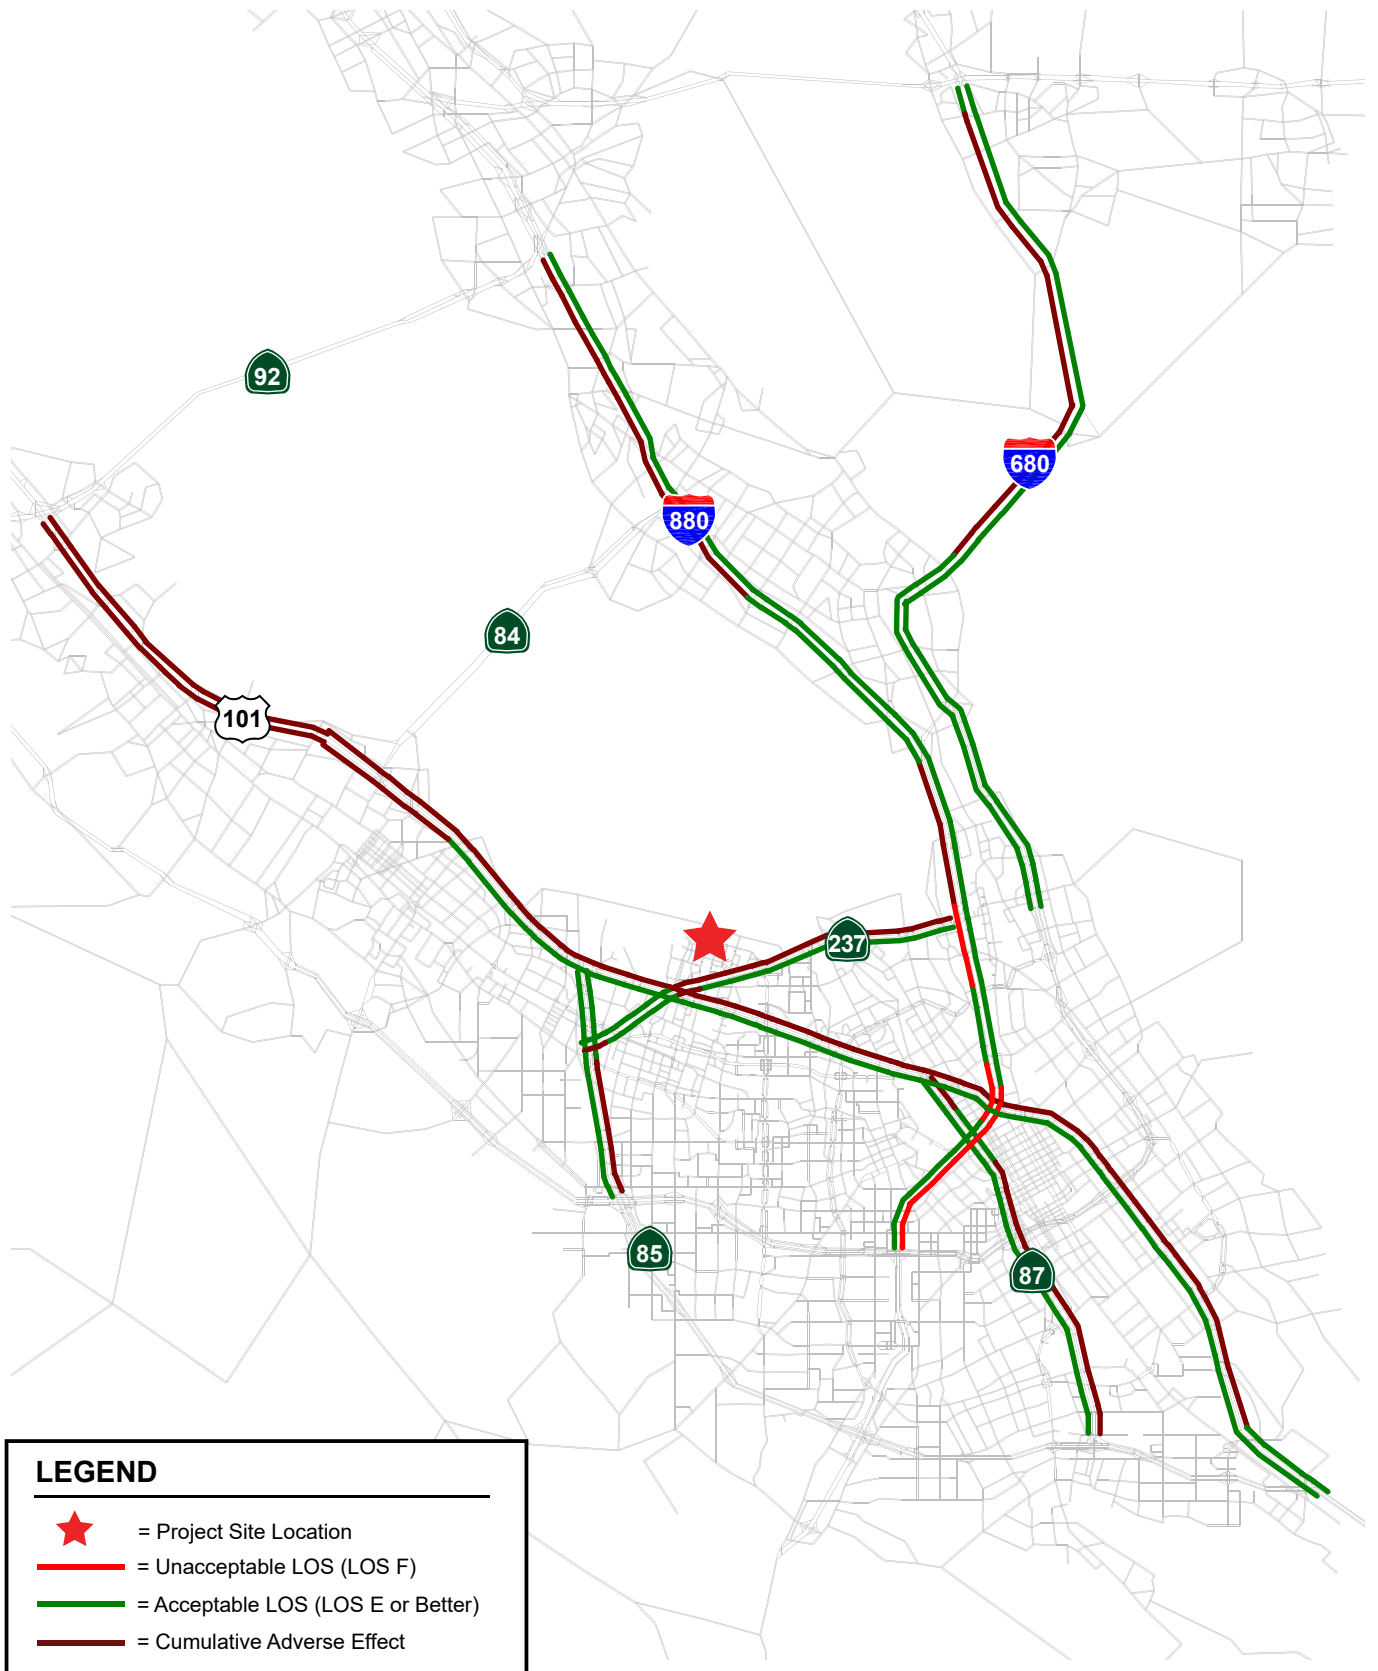 92
680
880
84
101
237
85
87
LEGEND
= Project Site Location
= Unacceptable LOS (LOS F)
= Acceptable LOS (LOS E or Better)
= Cumulative Adverse Effect